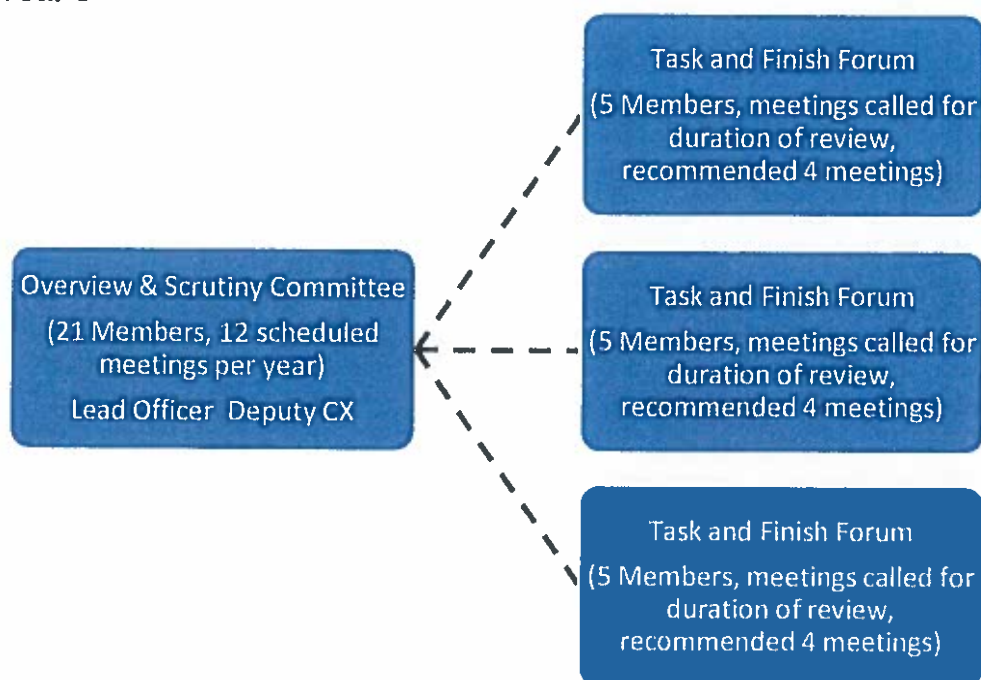 Overview & Scrutiny Committee
(21 Members, 12 scheduled
meetings per year)
Lead Officer Deputy CX
Task and Finish Forum
(5 Members, meetings called for
duration of review,
recommended 4 meetings)
Task and Finish Forum
(5 Members, meetings called for
duration of review,
recommended 4 meetings)
Task and Finish Forum
(5 Members, meetings called for
duration of review,
recommended 4 meetings)